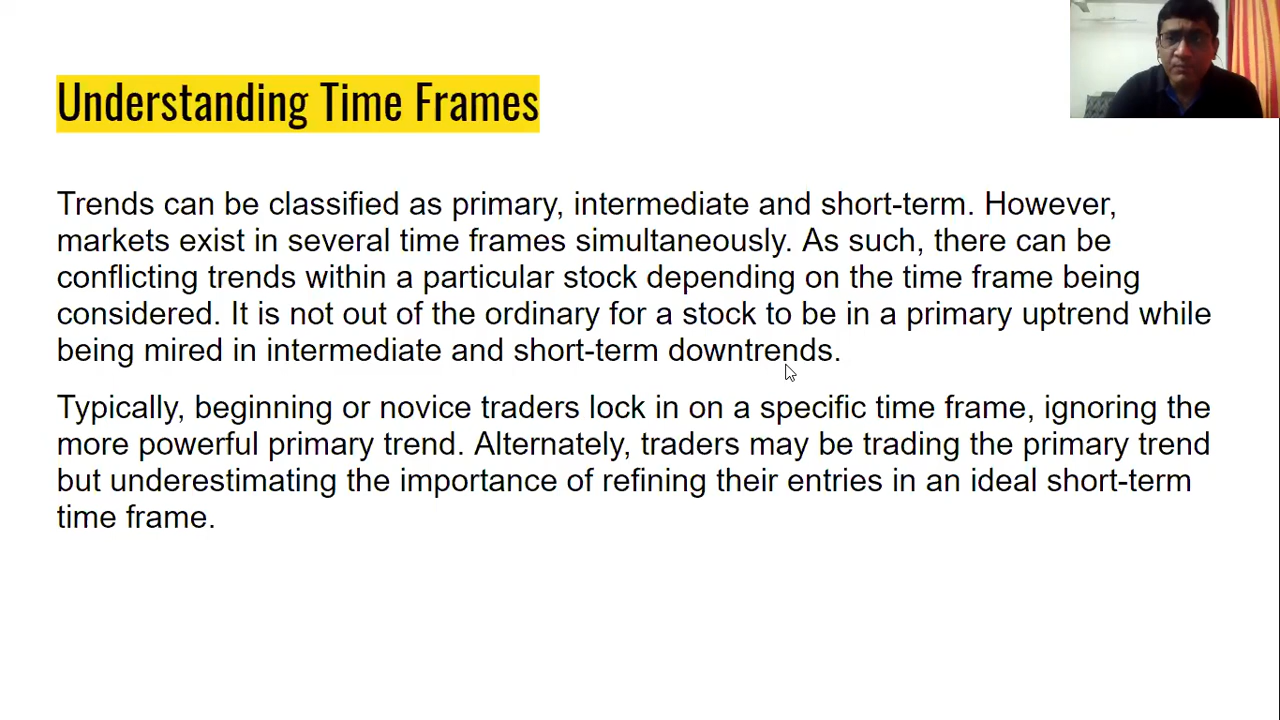 Understanding Time Frames
Trends can be classified as primary, intermediate and short-term. However,
markets exist in several time frames simultaneously. As such, there can be
conflicting trends within a particular stock depending on the time frame being
considered. It is not out of the ordinary for a stock to be in a primary uptrend while
being mired in intermediate and short-term downtrends.
Typically, beginning or novice traders lock in on a specific time frame, ignoring the
more powerful primary trend. Alternately, traders may be trading the primary trend
but underestimating the importance of refining their entries in an ideal short-term
time frame.